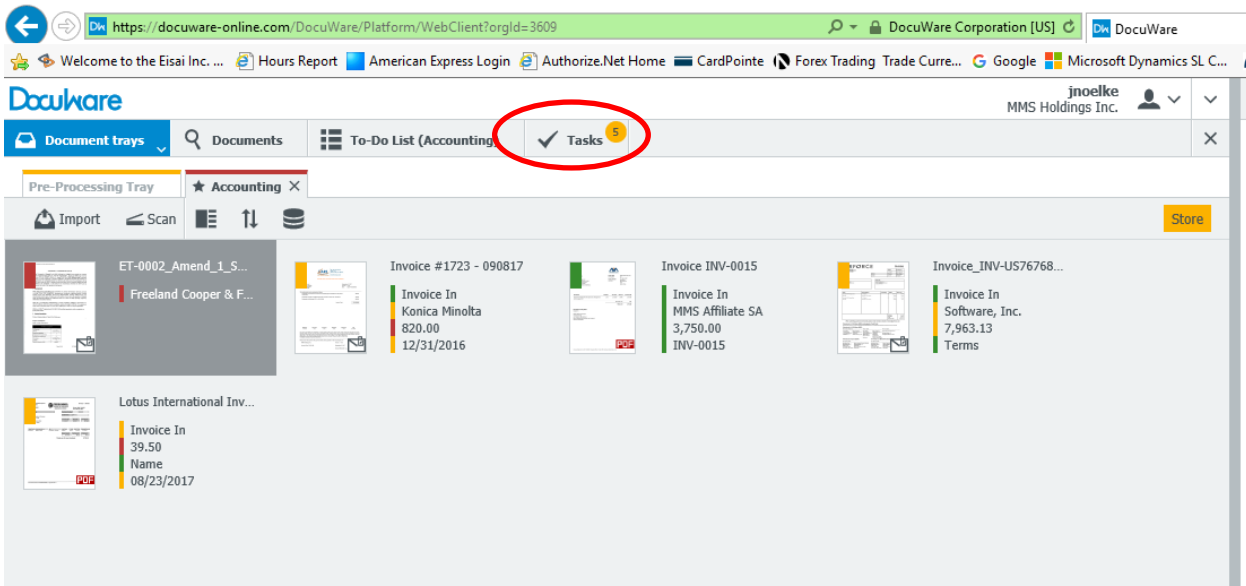 Dw https://docuware-online.com/DocuWare/Platform/WebClient?orgId=3609 DocuWare Corporation [US] Dw DocuWare
Welcome to the Eisai Inc. ... Hours Report American Express Login Authorize.Net Home CardPointe Forex Trading Trade Curre... G Google Microsoft Dynamics SL C...
DocuWare
jnoelke
MMS Holdings Inc.
Document trays Documents To-Do List (Accounting) Tasks 5
Pre-Processing Tray Accounting
Import Scan Store
ET-0002_Amend_1_S...
Freeland Cooper & F...
Invoice #1723 - 090817
Invoice In
Konica Minolta
820.00
12/31/2016
Invoice INV-0015
Invoice In
MMS Affiliate SA
3,750.00
INV-0015
PDF
Invoice_INV-US76768...
Invoice In
Software, Inc.
7,963.13
Terms
Lotus International Inv...
Invoice In
39.50
Name
08/23/2017
PDF